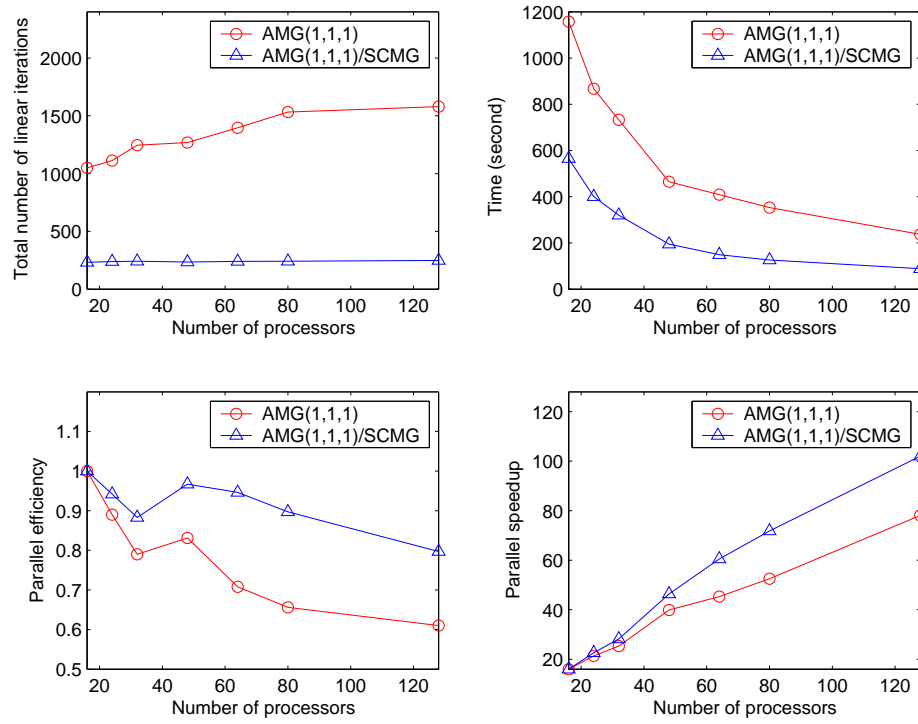 2000
1500
1000
500
0
Total number of linear iterations
20 40 60 80 100 120
Number of processors
AMG(1,1,1)
AMG(1,1,1)/SCMG
1200
1000
800
600
400
200
0
Time (second)
20 40 60 80 100 120
Number of processors
AMG(1,1,1)
AMG(1,1,1)/SCMG
1.1
1
0.9
0.8
0.7
0.6
0.5
Parallel efficiency
20 40 60 80 100 120
Number of processors
AMG(1,1,1)
AMG(1,1,1)/SCMG
120
100
80
60
40
20
Parallel speedup
20 40 60 80 100 120
Number of processors
AMG(1,1,1)
AMG(1,1,1)/SCMG